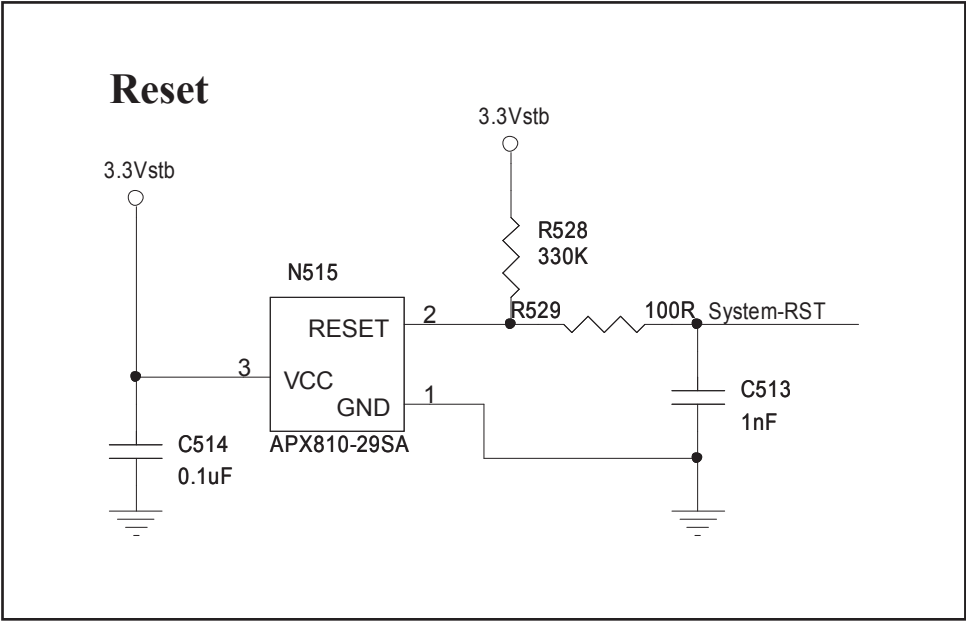 Reset
3.3Vstb
3.3Vstb
R528
330K
N515
RESET
2
R529
100R
System-RST
3
VCC
GND
1
C513
1nF
APX810-29SA
C514
0.1uF